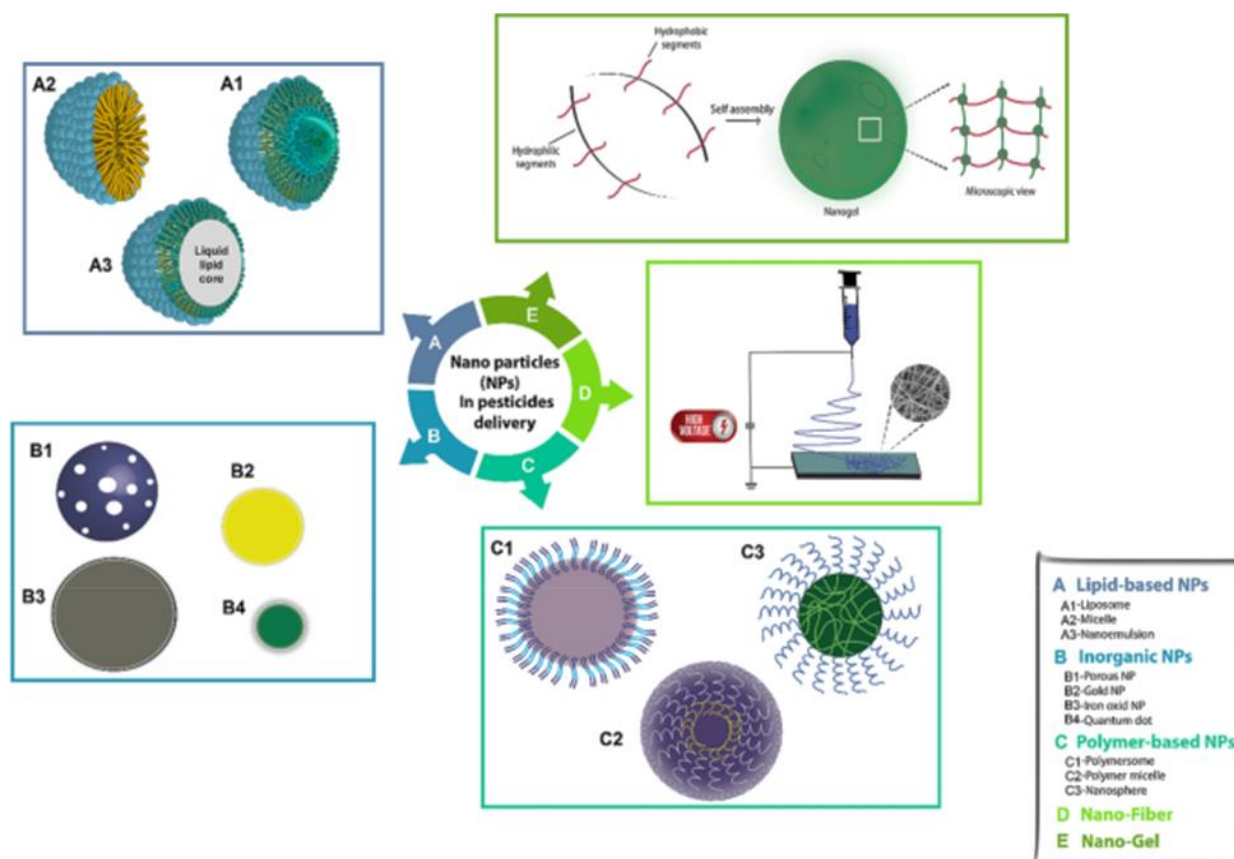 A2
A1
A3
Liquid
lipid
core
Hydrophobic
segments
Hydrophilic
segments
Self assembly
Nanogel
Microscopic view
A
B
C
D
E
Nano particles
(NPs)
In pesticides
delivery
HIGH
VOLTAGE
B1
B2
B3
B4
C1
C3
C2
A Lipid-based NPs
A1-Liposome
A2-Micelle
A3-Nanoemulsion
B Inorganic NPs
B1-Porous NP
B2-Gold NP
B3-Iron oxid NP
B4-Quantum dot
C Polymer-based NPs
C1-Polymersome
C2-Polymer micelle
C3-Nanosphere
D Nano-Fiber
E Nano-Gel